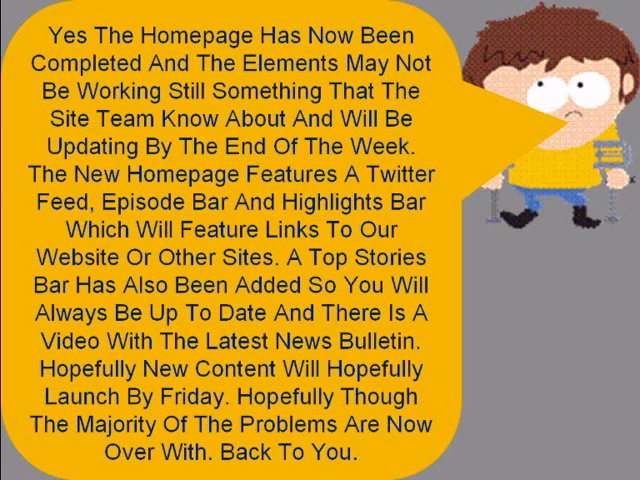 Yes The Homepage Has Now Been
Completed And The Elements May Not
Be Working Still Something That The
Site Team Know About And Will Be
Updating By The End Of The Week.
The New Homepage Features A Twitter
Feed, Episode Bar And Highlights Bar
Which Will Feature Links To Our
Website Or Other Sites. A Top Stories
Bar Has Also Been Added So You Will
Always Be Up To Date And There Is A
Video With The Latest News Bulletin.
Hopefully New Content Will Hopefully
Launch By Friday. Hopefully Though
The Majority Of The Problems Are Now
Over With. Back To You.